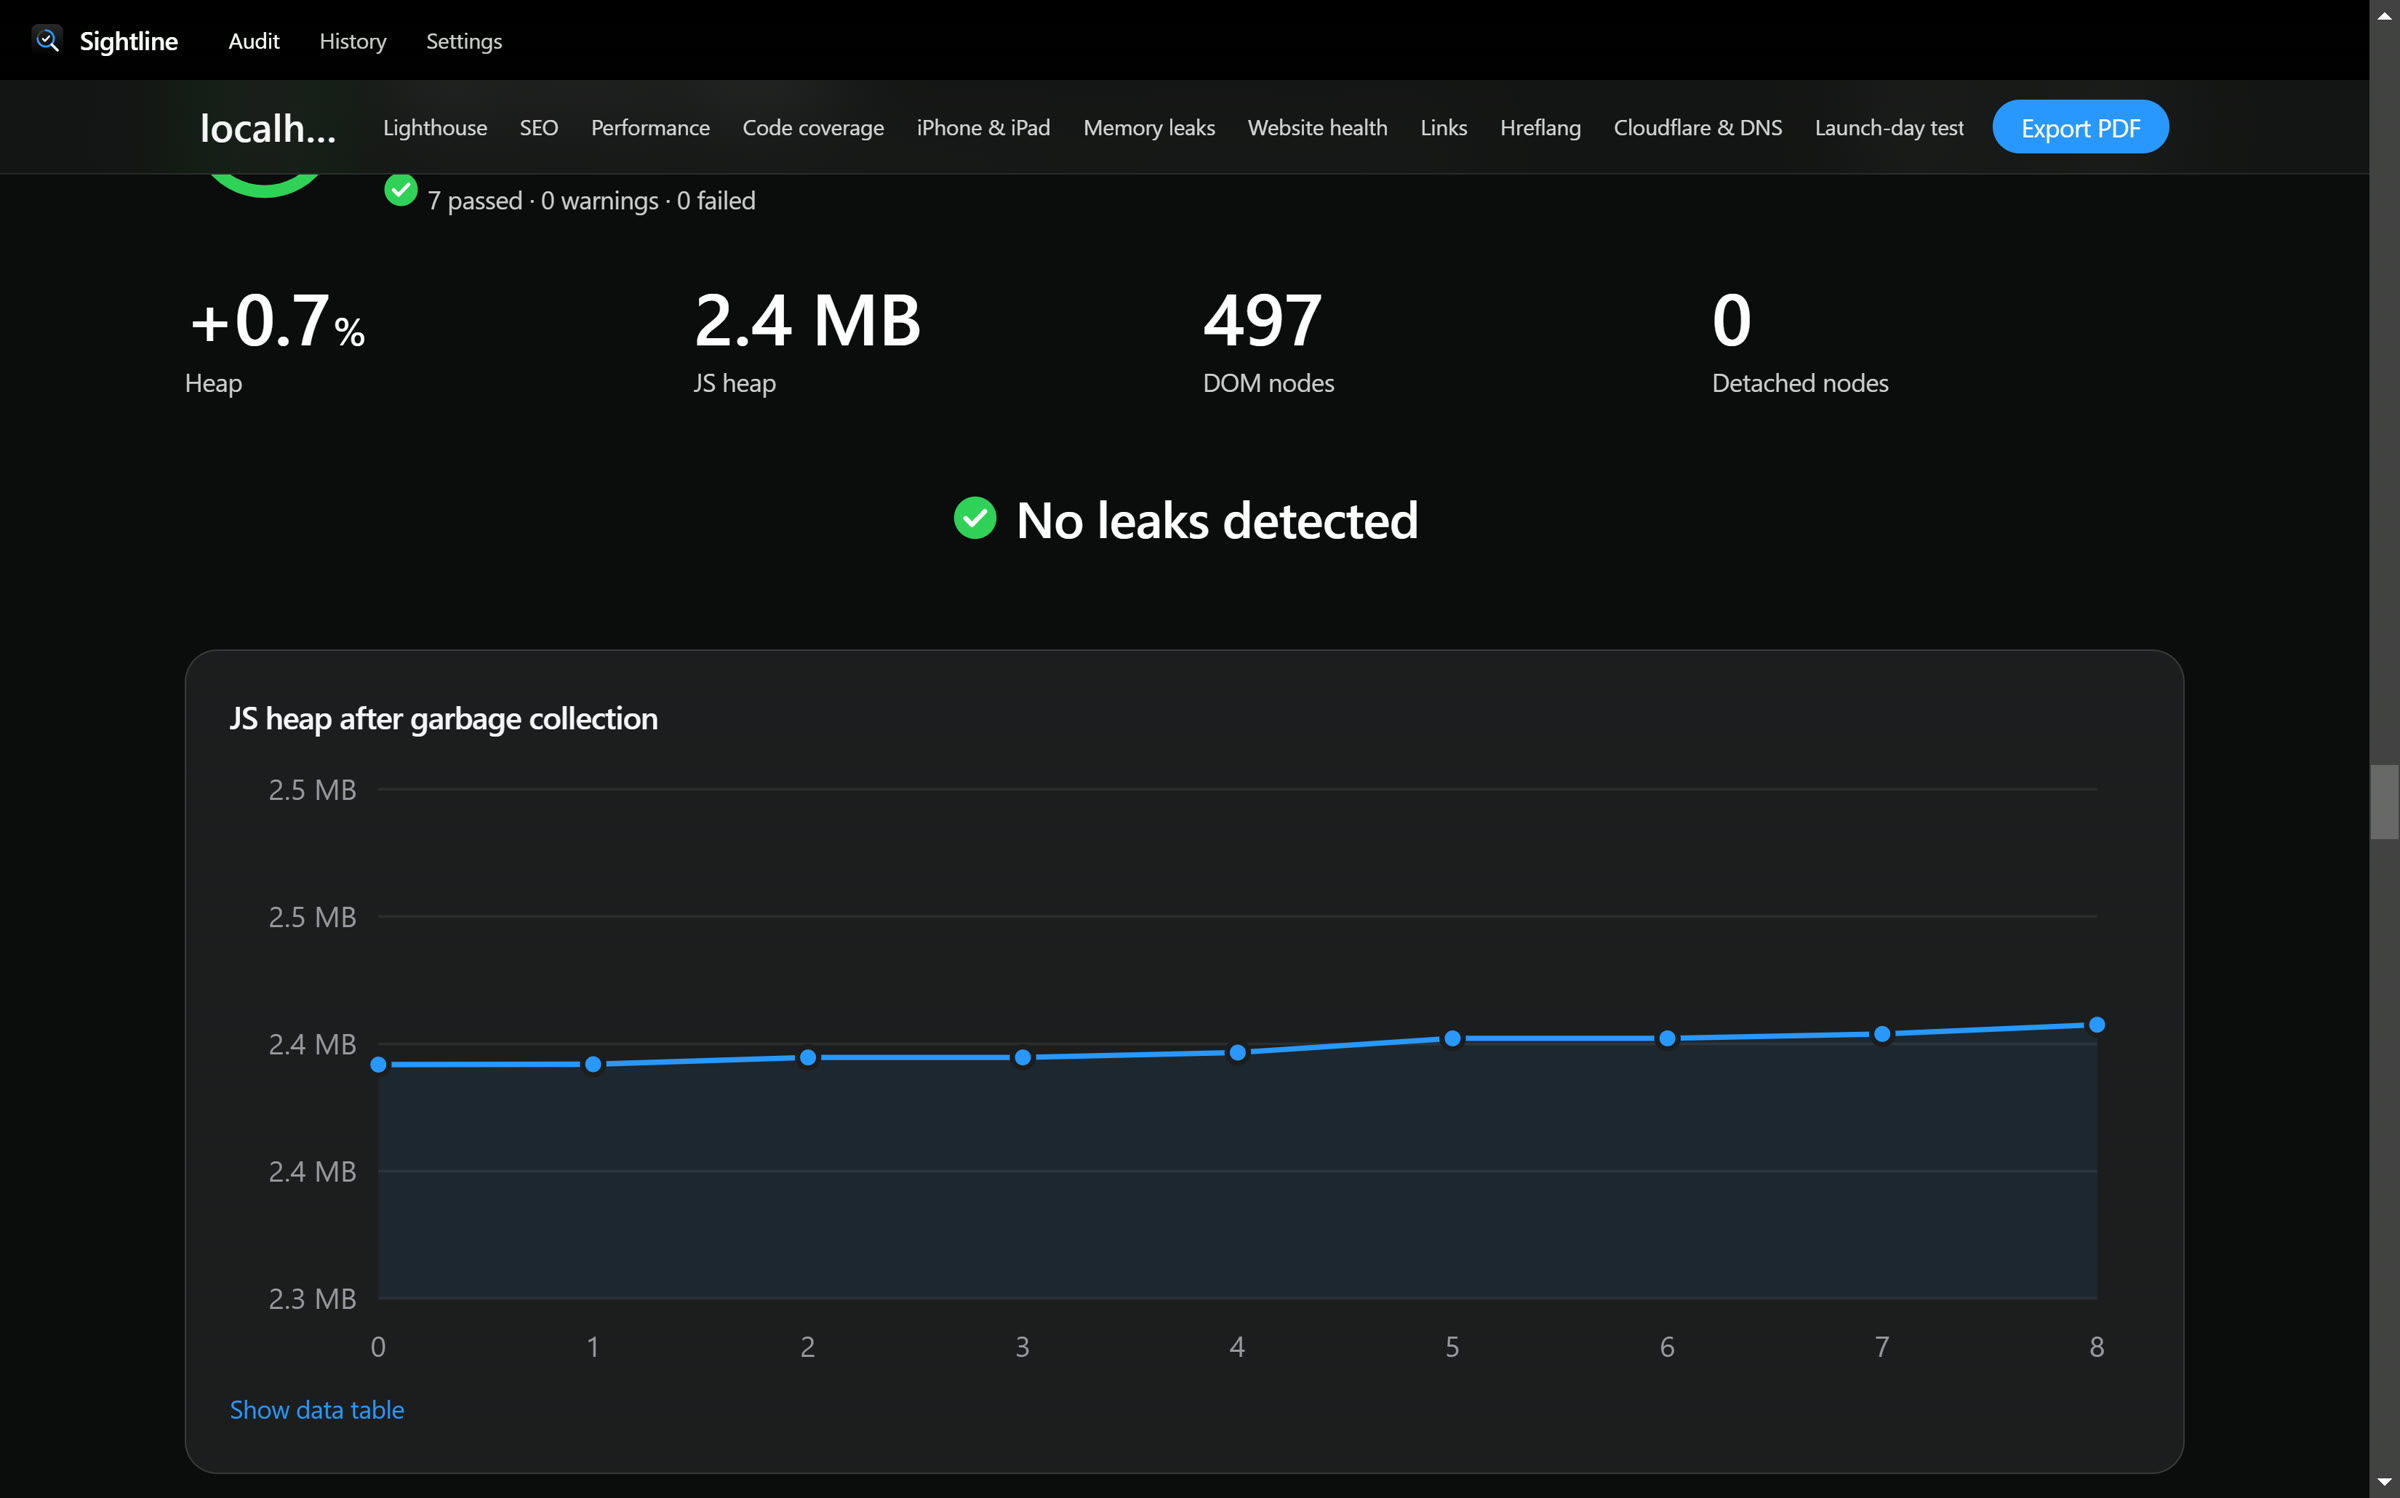 Sightline Audit History Settings
localh... Lighthouse SEO Performance Code coverage iPhone & iPad Memory leaks Website health Links Hreflang Cloudflare & DNS Launch-day test Export PDF
7 passed · 0 warnings · 0 failed
+0.7% 2.4 MB 497 0
Heap JS heap DOM nodes Detached nodes
No leaks detected
JS heap after garbage collection
2.5 MB
2.5 MB
2.4 MB
2.4 MB
2.3 MB
0 1 2 3 4 5 6 7 8
Show data table